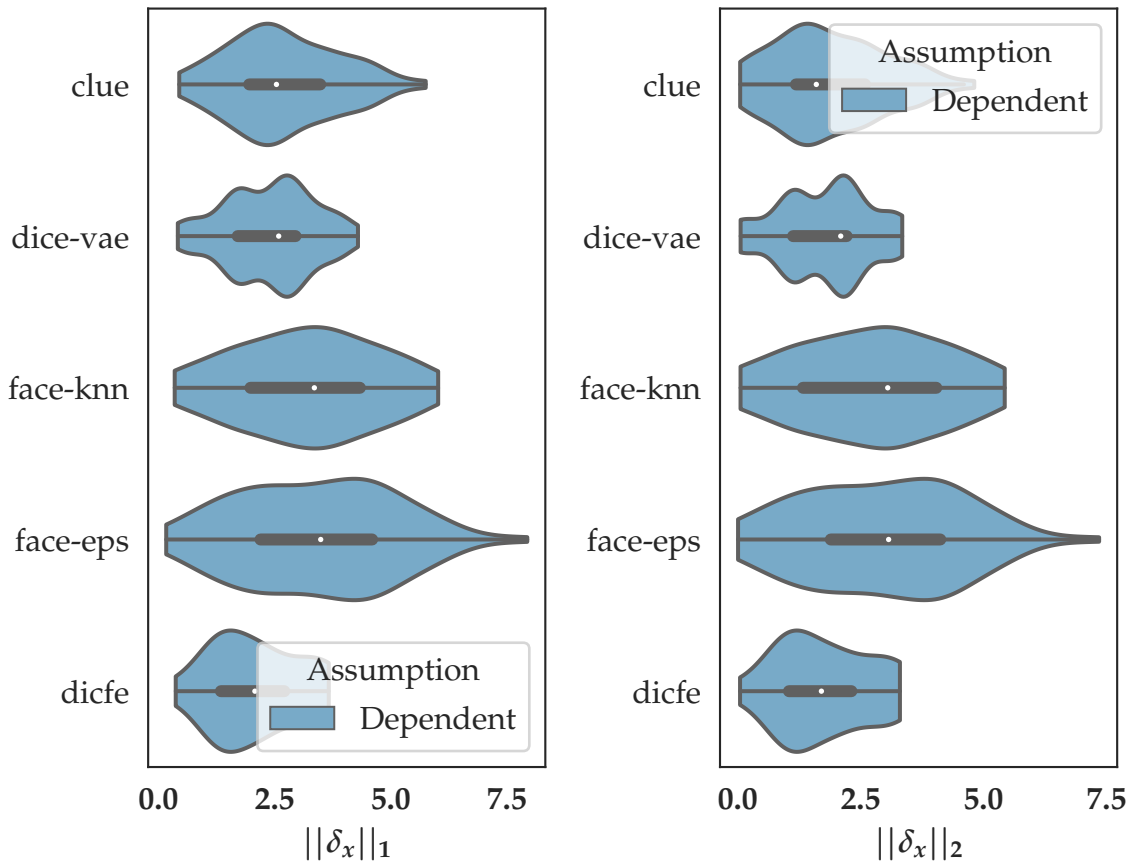 clue
dice-vae
face-knn
face-eps
dicfe
Assumption
Dependent
0.0 2.5 5.0 7.5
||δₓ||₁
clue
dice-vae
face-knn
face-eps
dicfe
Assumption
Dependent
0.0 2.5 5.0 7.5
||δₓ||₂